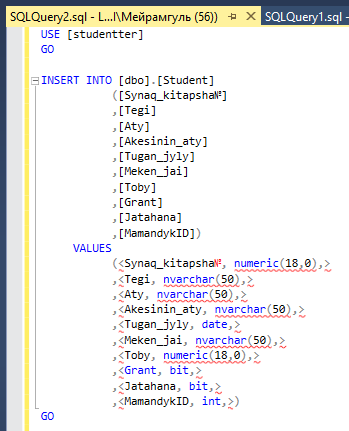 SQLQuery2.sql - L...l\Мейрамгуль (56))
SQLQuery1.sql -
USE [studentter]
GO
INSERT INTO [dbo].[Student]
([Synaq_kitapsha№]
,[Tegi]
,[Aty]
,[Akesinin_aty]
,[Tugan_jyly]
,[Meken_jai]
,[Toby]
,[Grant]
,[Jatahana]
,[MamandykID])
VALUES
(<Synaq_kitapsha№, numeric(18,0),>
,<Tegi, nvarchar(50),>
,<Aty, nvarchar(50),>
,<Akesinin_aty, nvarchar(50),>
,<Tugan_jyly, date,>
,<Meken_jai, nvarchar(50),>
,<Toby, numeric(18,0),>
,<Grant, bit,>
,<Jatahana, bit,>
,<MamandykID, int,>)
GO